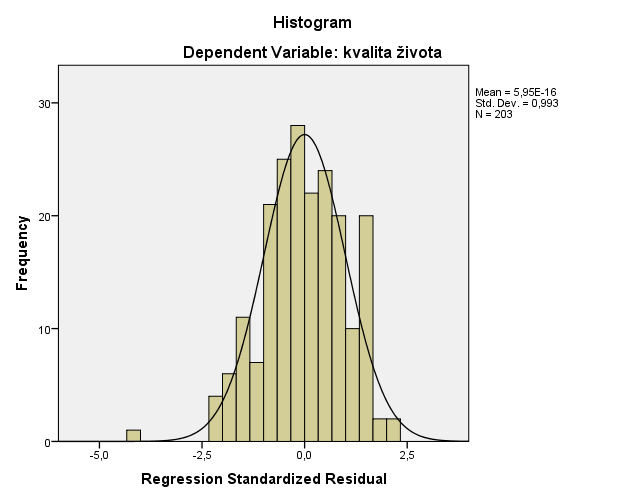 Histogram
Dependent Variable: kvalita života
Mean = 5,95E-16
Std. Dev. = 0,993
N = 203
Frequency
30
20
10
0
-5,0 -2,5 0,0 2,5
Regression Standardized Residual